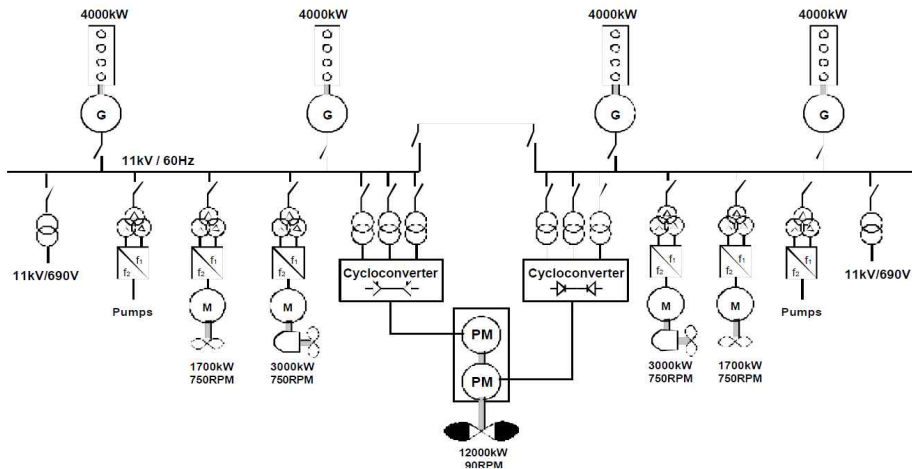 4000kW
4000kW
4000kW
4000kW
G
G
G
G
11kV / 60Hz
f1
f2
f1
f2
f1
f2
Cycloconverter
Cycloconverter
f1
f2
f1
f2
f1
f2
11kV/690V
Pumps
M
M
M
M
Pumps
11kV/690V
PM
PM
1700kW
750RPM
3000kW
750RPM
3000kW
750RPM
1700kW
750RPM
12000kW
90RPM